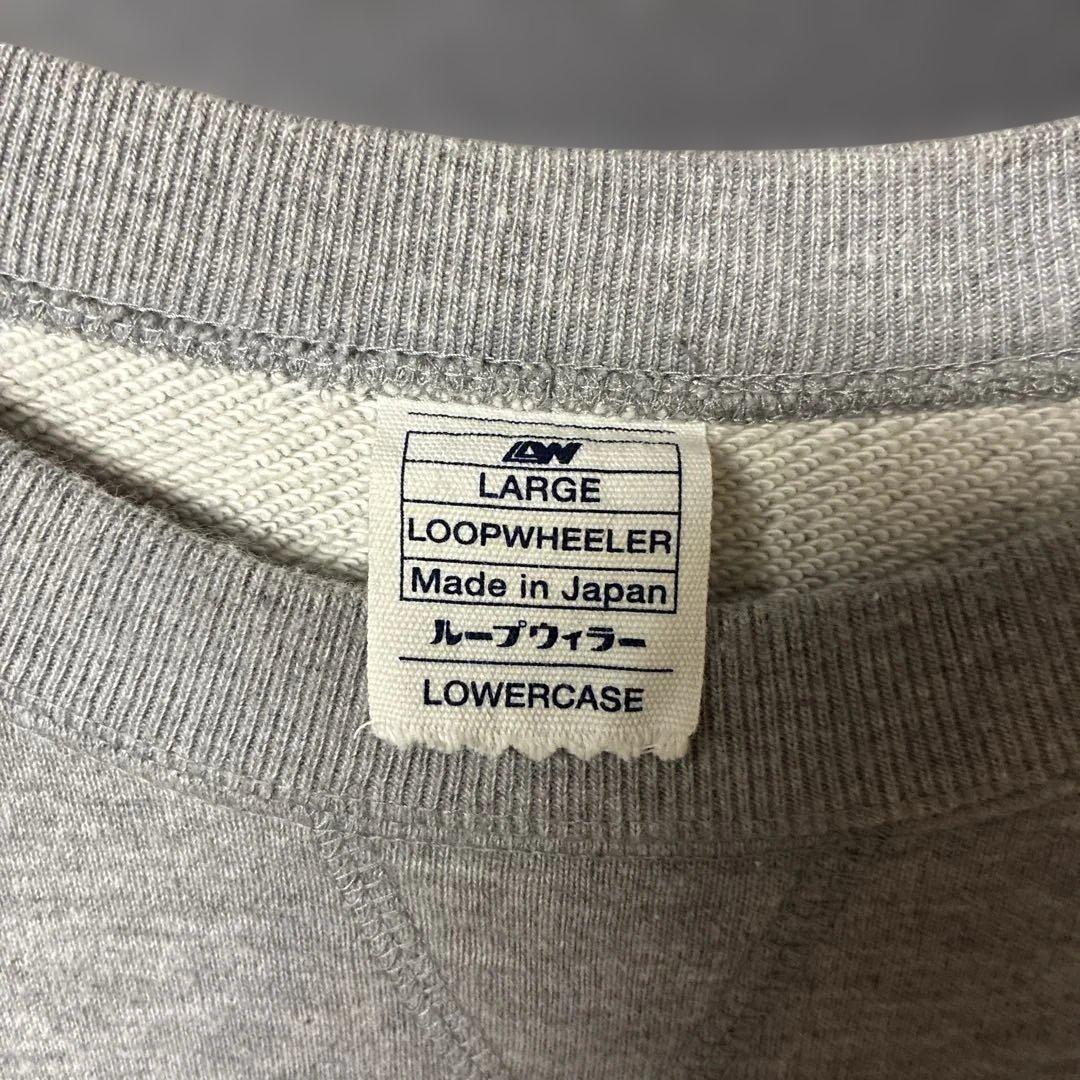 LW
LARGE
LOOPWHEELER
Made in Japan
ループウィラー
LOWERCASE